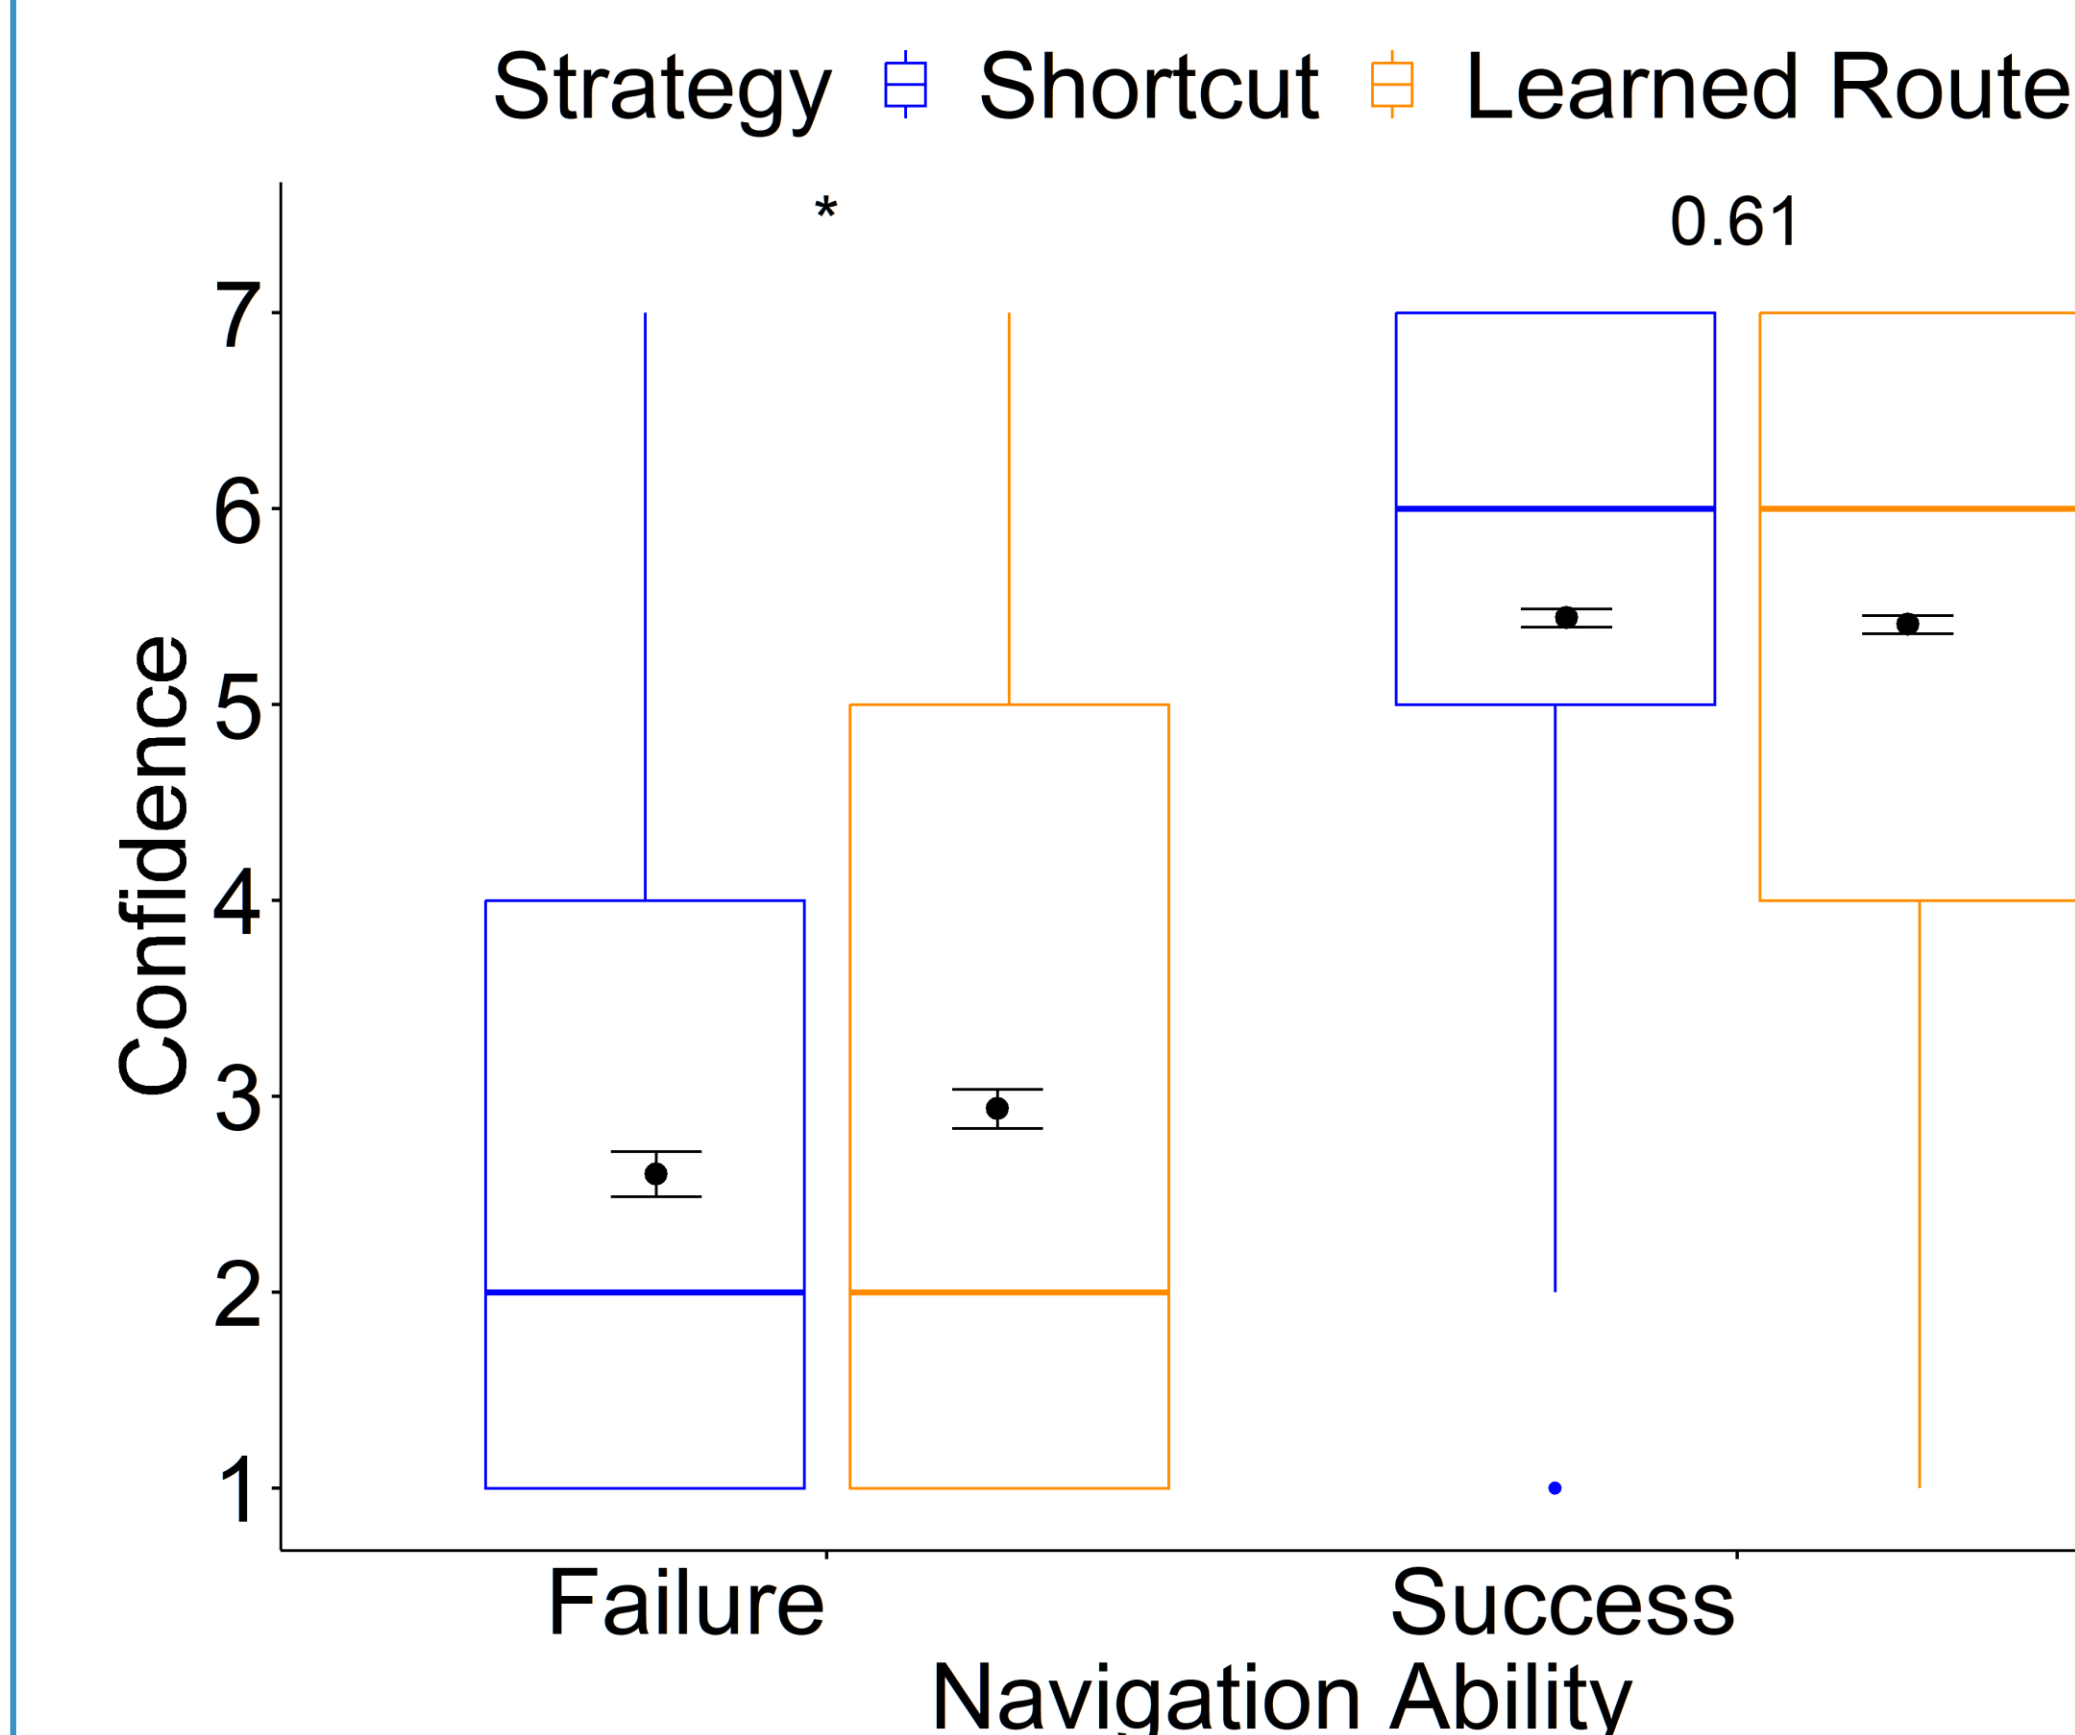 Strategy Shortcut Learned Route
* 0.61
7
6
5
4
3
2
1
Confidence
Failure Success
Navigation Ability